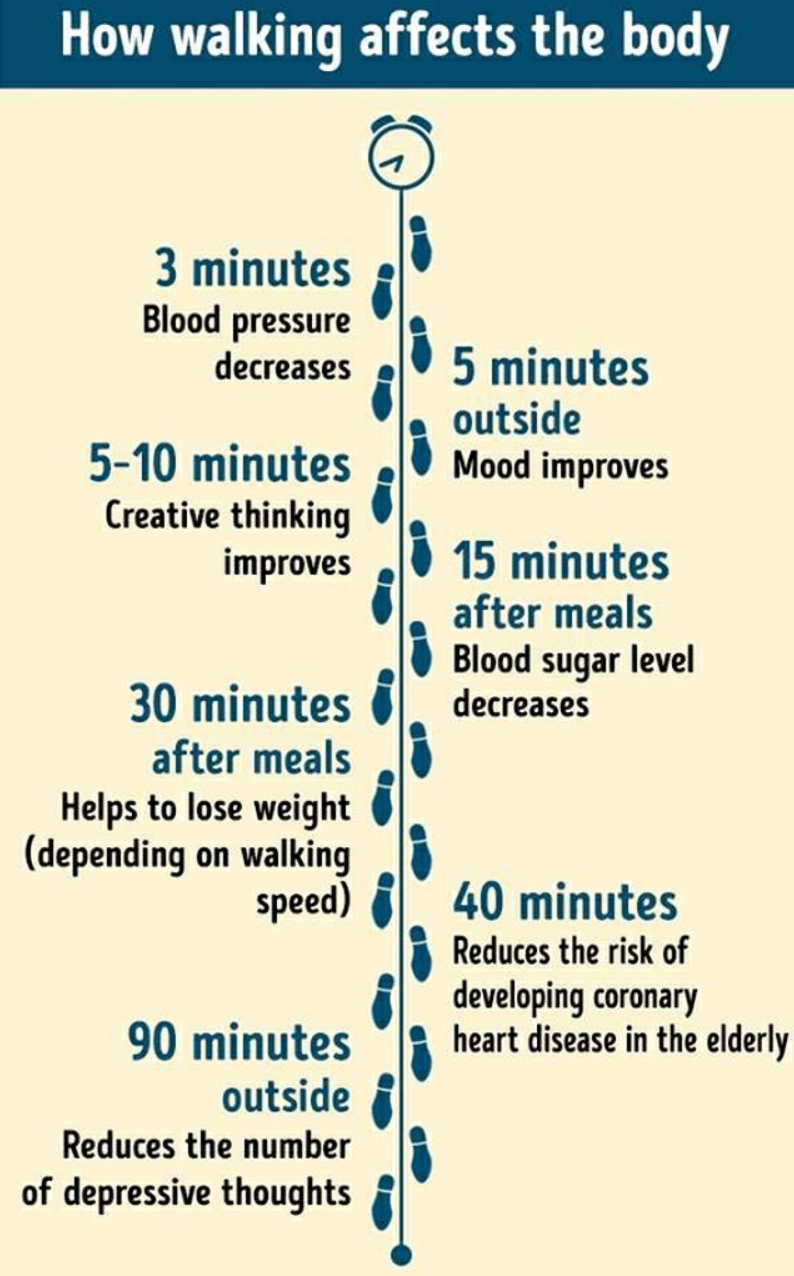 How walking affects the body
3 minutes
Blood pressure
decreases
5 minutes
outside
Mood improves
5-10 minutes
Creative thinking
improves
15 minutes
after meals
Blood sugar level
decreases
30 minutes
after meals
Helps to lose weight
(depending on walking
speed)
40 minutes
Reduces the risk of
developing coronary
heart disease in the elderly
90 minutes
outside
Reduces the number
of depressive thoughts